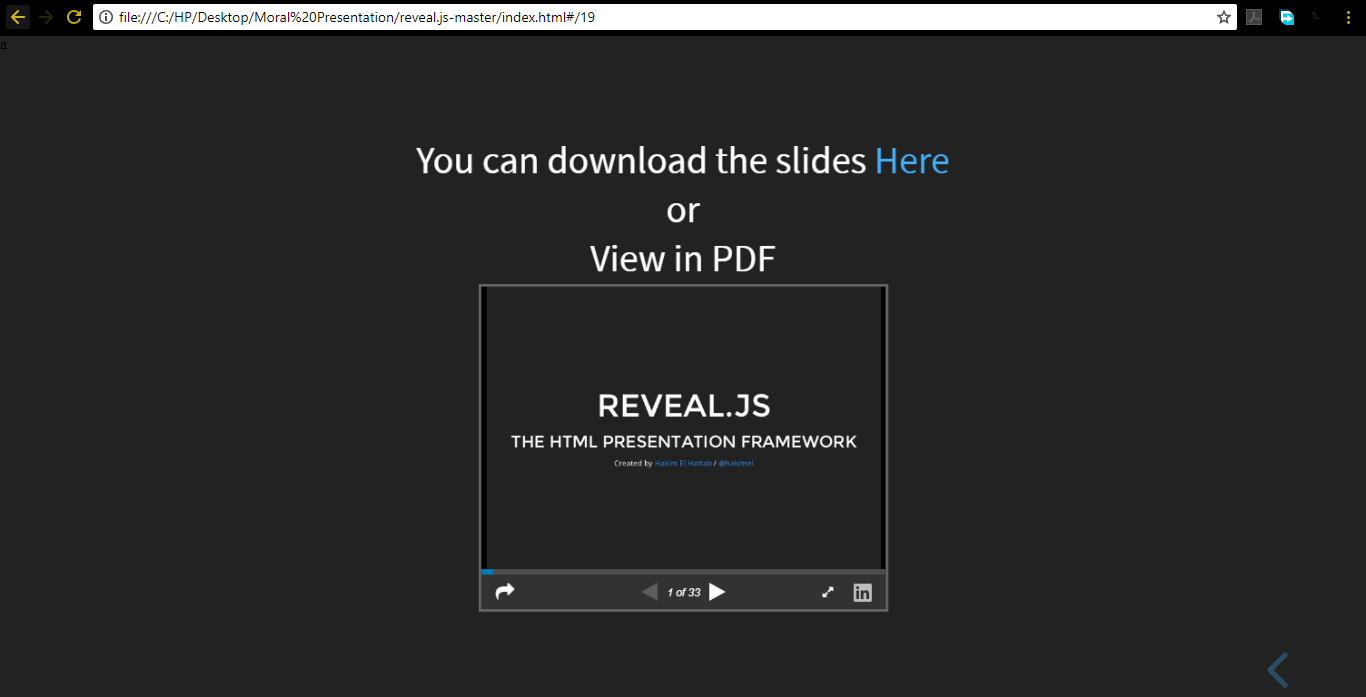 file:///C:/HP/Desktop/Moral%20Presentation/reveal.js-master/index.html#/19
a
You can download the slides Here
or
View in PDF
REVEAL.JS
THE HTML PRESENTATION FRAMEWORK
Created by Hakim El Hattab / @hakimel
1 of 33
in